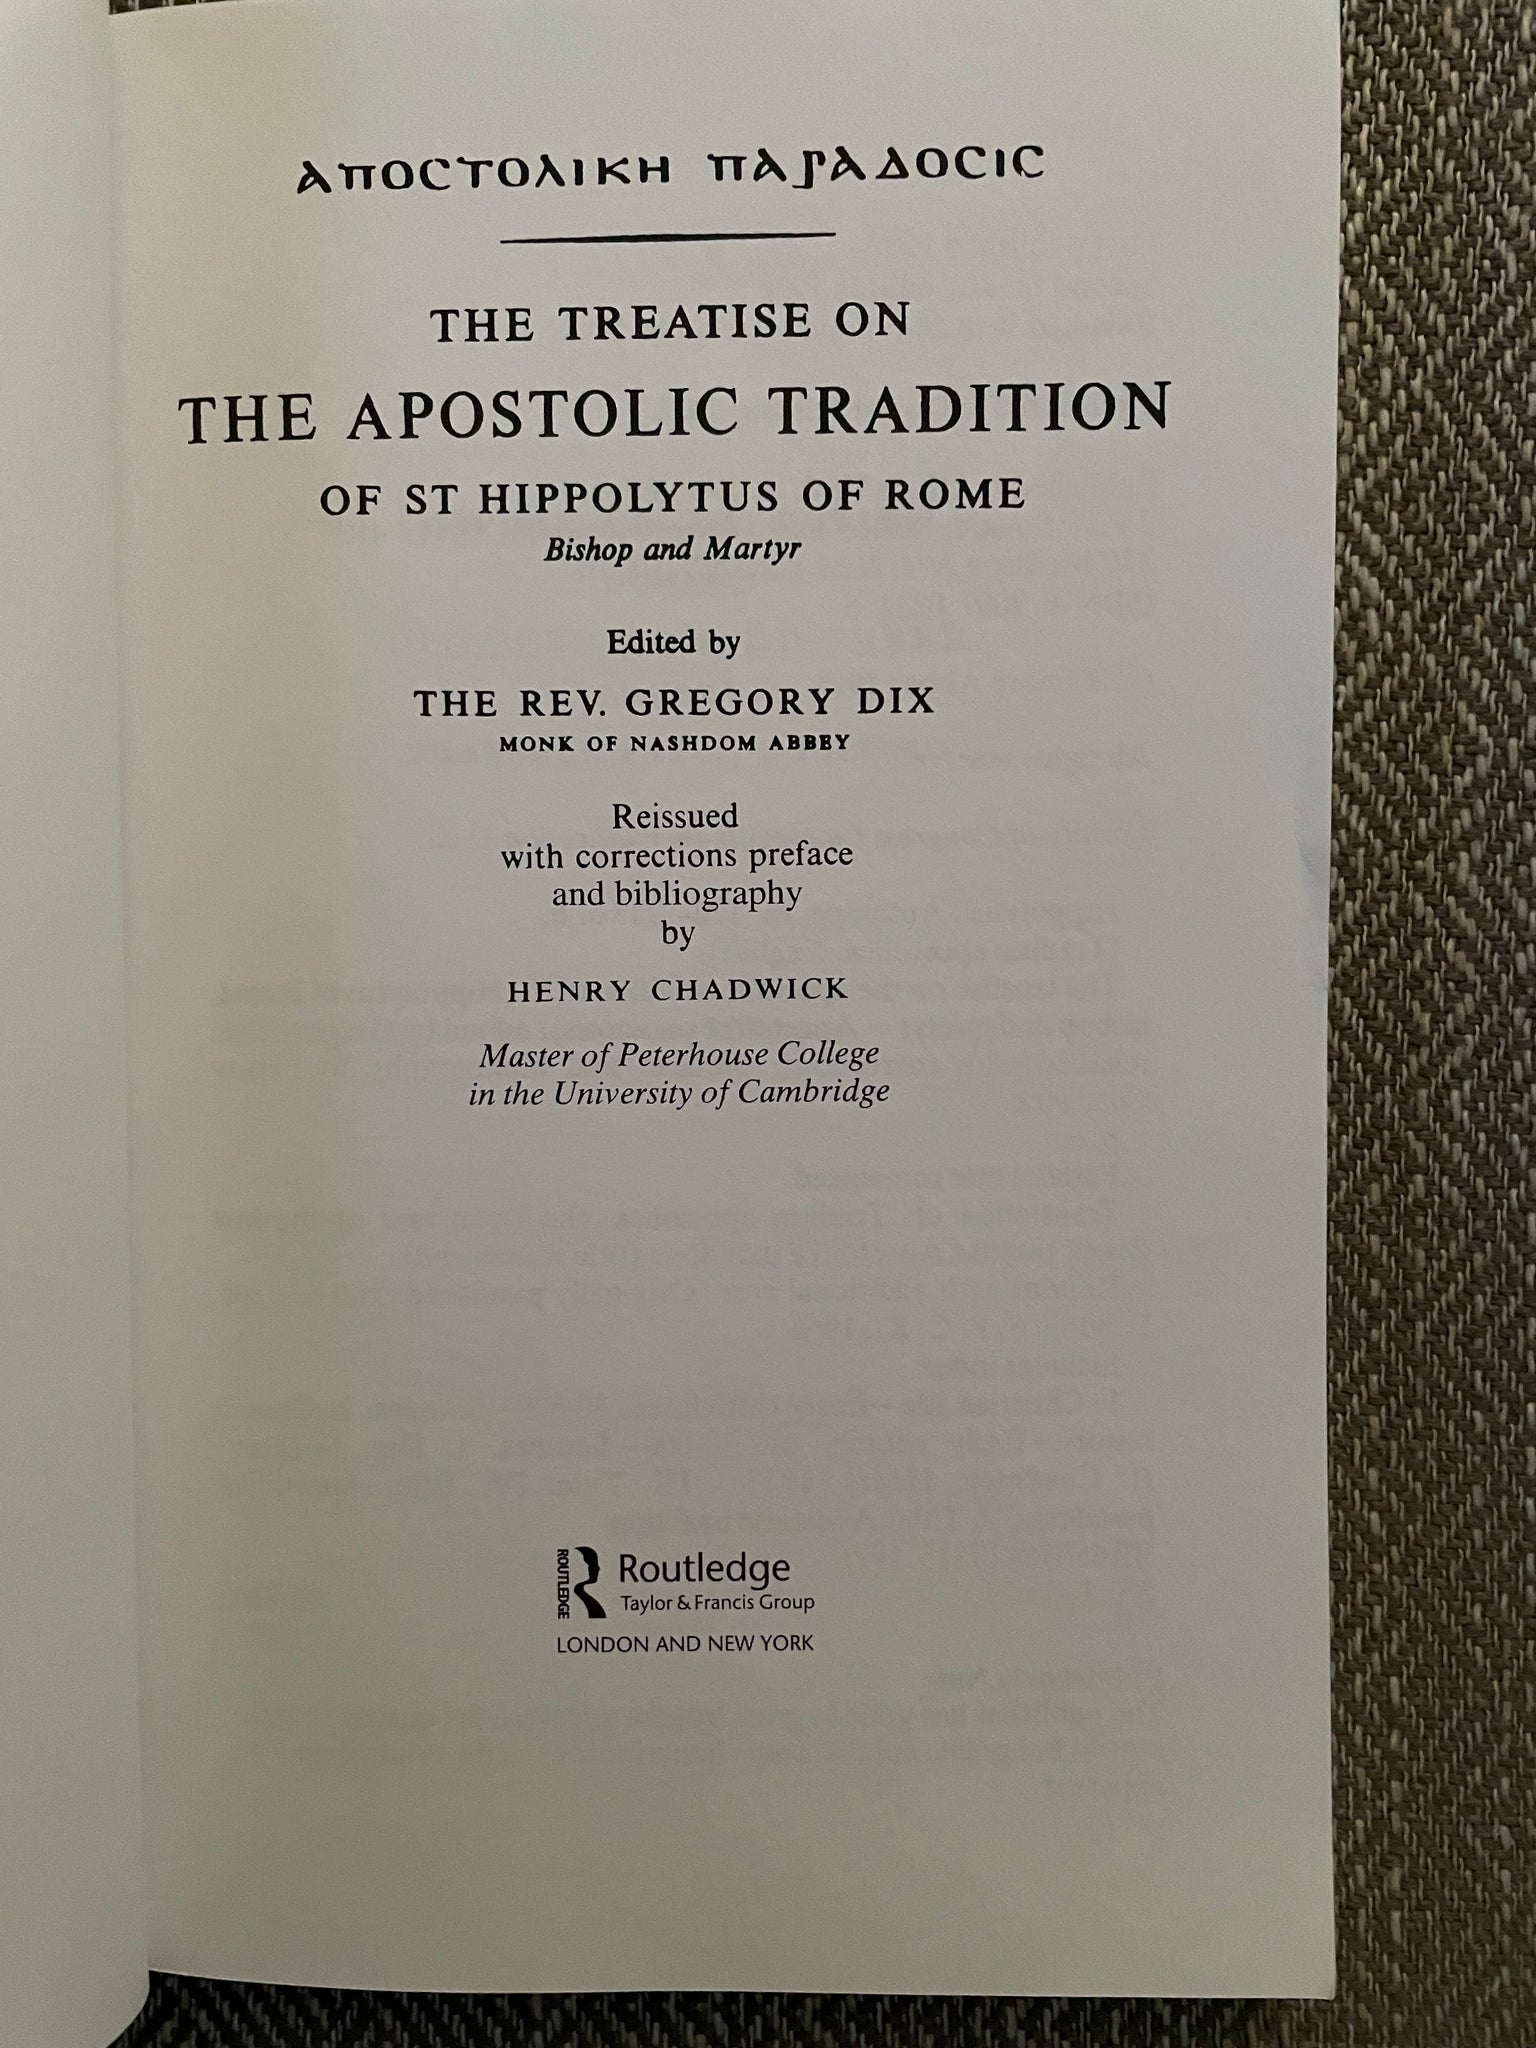 ΑΠΟCΤΟΛΙΚΗ ΠΑΡΑΔΟCΙC
THE TREATISE ON
THE APOSTOLIC TRADITION
OF ST HIPPOLYTUS OF ROME
Bishop and Martyr
Edited by
THE REV. GREGORY DIX
MONK OF NASHDOM ABBEY
Reissued
with corrections preface
and bibliography
by
HENRY CHADWICK
Master of Peterhouse College
in the University of Cambridge
ROUTLEDGE
Routledge
Taylor & Francis Group
LONDON AND NEW YORK